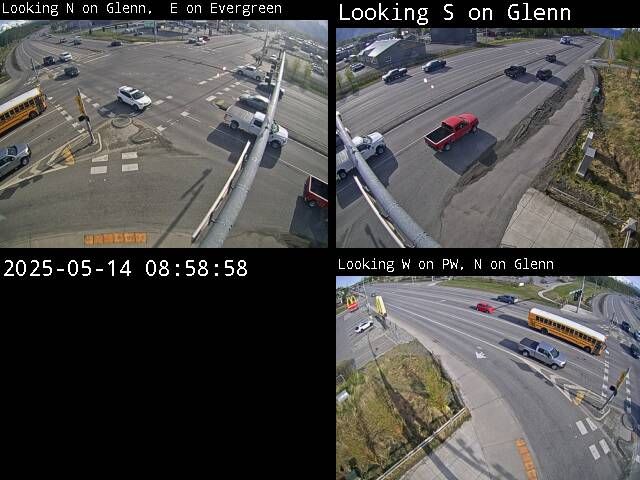 Looking N on Glenn,  E on Evergreen
Looking S on Glenn
2025-05-14 08:58:58
Looking W on PW, N on Glenn